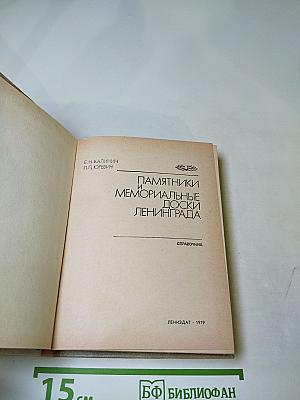 Б. Н. КАЛИНИН
П. П. ЮРЕВИЧ
ПАМЯТНИКИ
И
МЕМОРИАЛЬНЫЕ
ДОСКИ
ЛЕНИНГРАДА
СПРАВОЧНИК
ЛЕНИЗДАТ · 1979
15 см
БФ БИБЛИОФАН